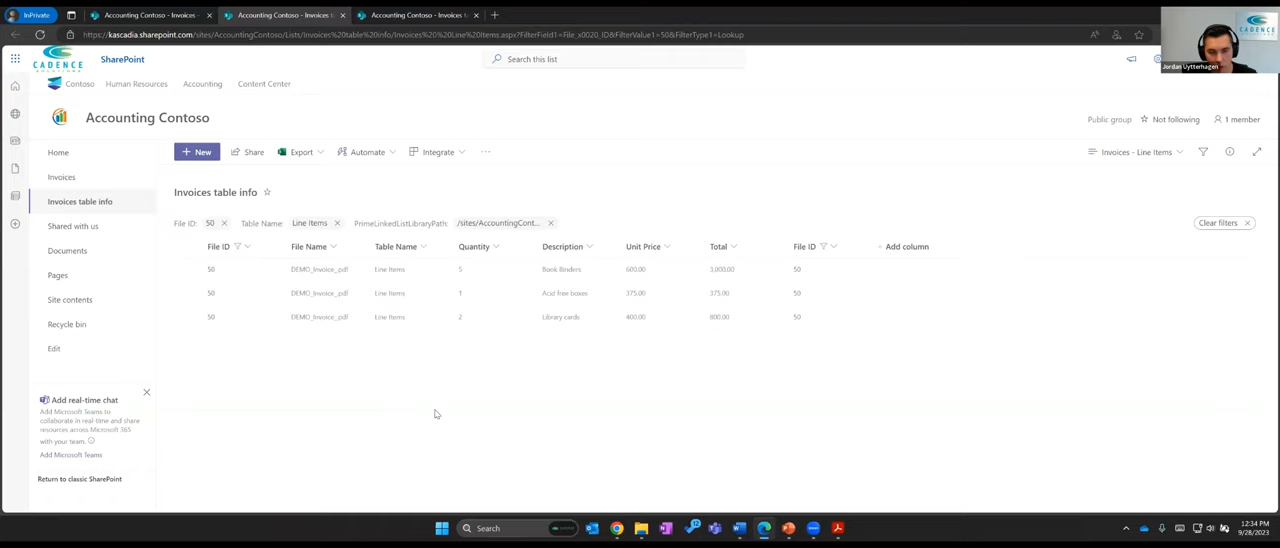 InPrivate
Accounting Contoso - Invoices -
Accounting Contoso - Invoices t
Accounting Contoso - Invoices t
https://kascadia.sharepoint.com/sites/AccountingContoso/Lists/Invoices%20table%20info/Invoices%20%20Line%20Items.aspx?FilterField1=File_x0020_ID&FilterValue1=50&FilterType1=Lookup
CADENCE
SOLUTIONS
SharePoint
Search this list
CADENCE
Jordan Uytterhagen
Contoso
Human Resources
Accounting
Content Center
Accounting Contoso
Public group
Not following
1 member
Home
Invoices
Invoices table info
Shared with us
Documents
Pages
Site contents
Recycle bin
Edit
+ New
Share
Export
Automate
Integrate
...
Invoices - Line Items
Invoices table info
File ID: 50 Table Name: Line Items PrimeLinkedListLibraryPath: /sites/AccountingCont...
Clear filters
File ID File Name Table Name Quantity Description Unit Price Total File ID + Add column
50 DEMO_Invoice_pdf Line Items 5 Book Binders 600.00 3,000.00 50
50 DEMO_Invoice_pdf Line Items 1 Acid free boxes 375.00 375.00 50
50 DEMO_Invoice_pdf Line Items 2 Library cards 400.00 800.00 50
Add real-time chat
Add Microsoft Teams to
collaborate in real-time and share
resources across Microsoft 365
with your team.
Add Microsoft Teams
Return to classic SharePoint
Search
12:34 PM
9/28/2023